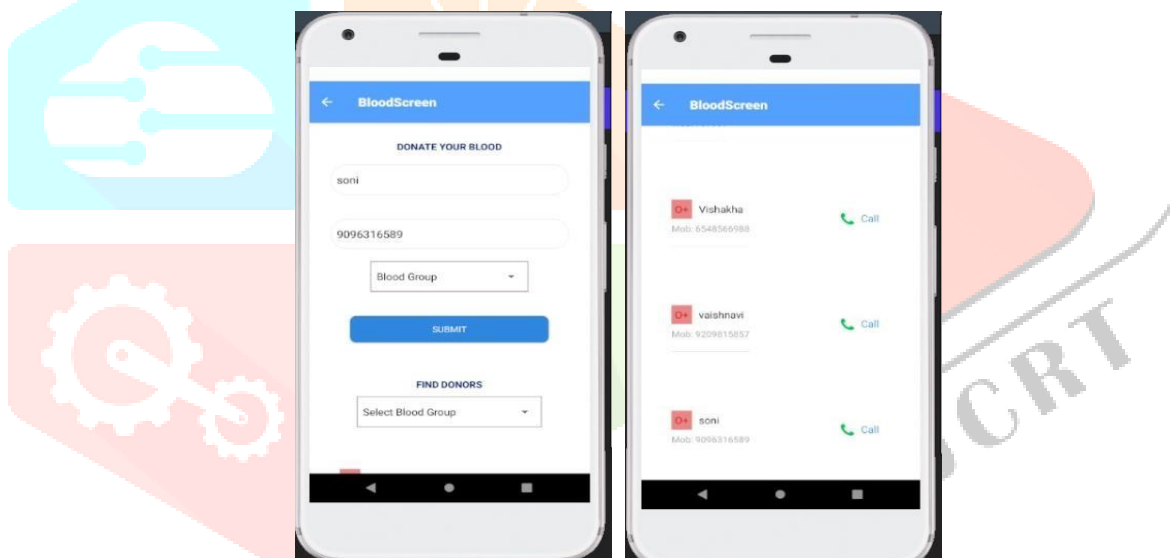 BloodScreen
DONATE YOUR BLOOD
soni
9096316589
Blood Group
SUBMIT
FIND DONORS
Select Blood Group
BloodScreen
O+ Vishakha
Call
Mob: 6548566988
O+ vaishnavi
Call
Mob: 9209815857
O+ soni
Call
Mob: 9096316589
CRT